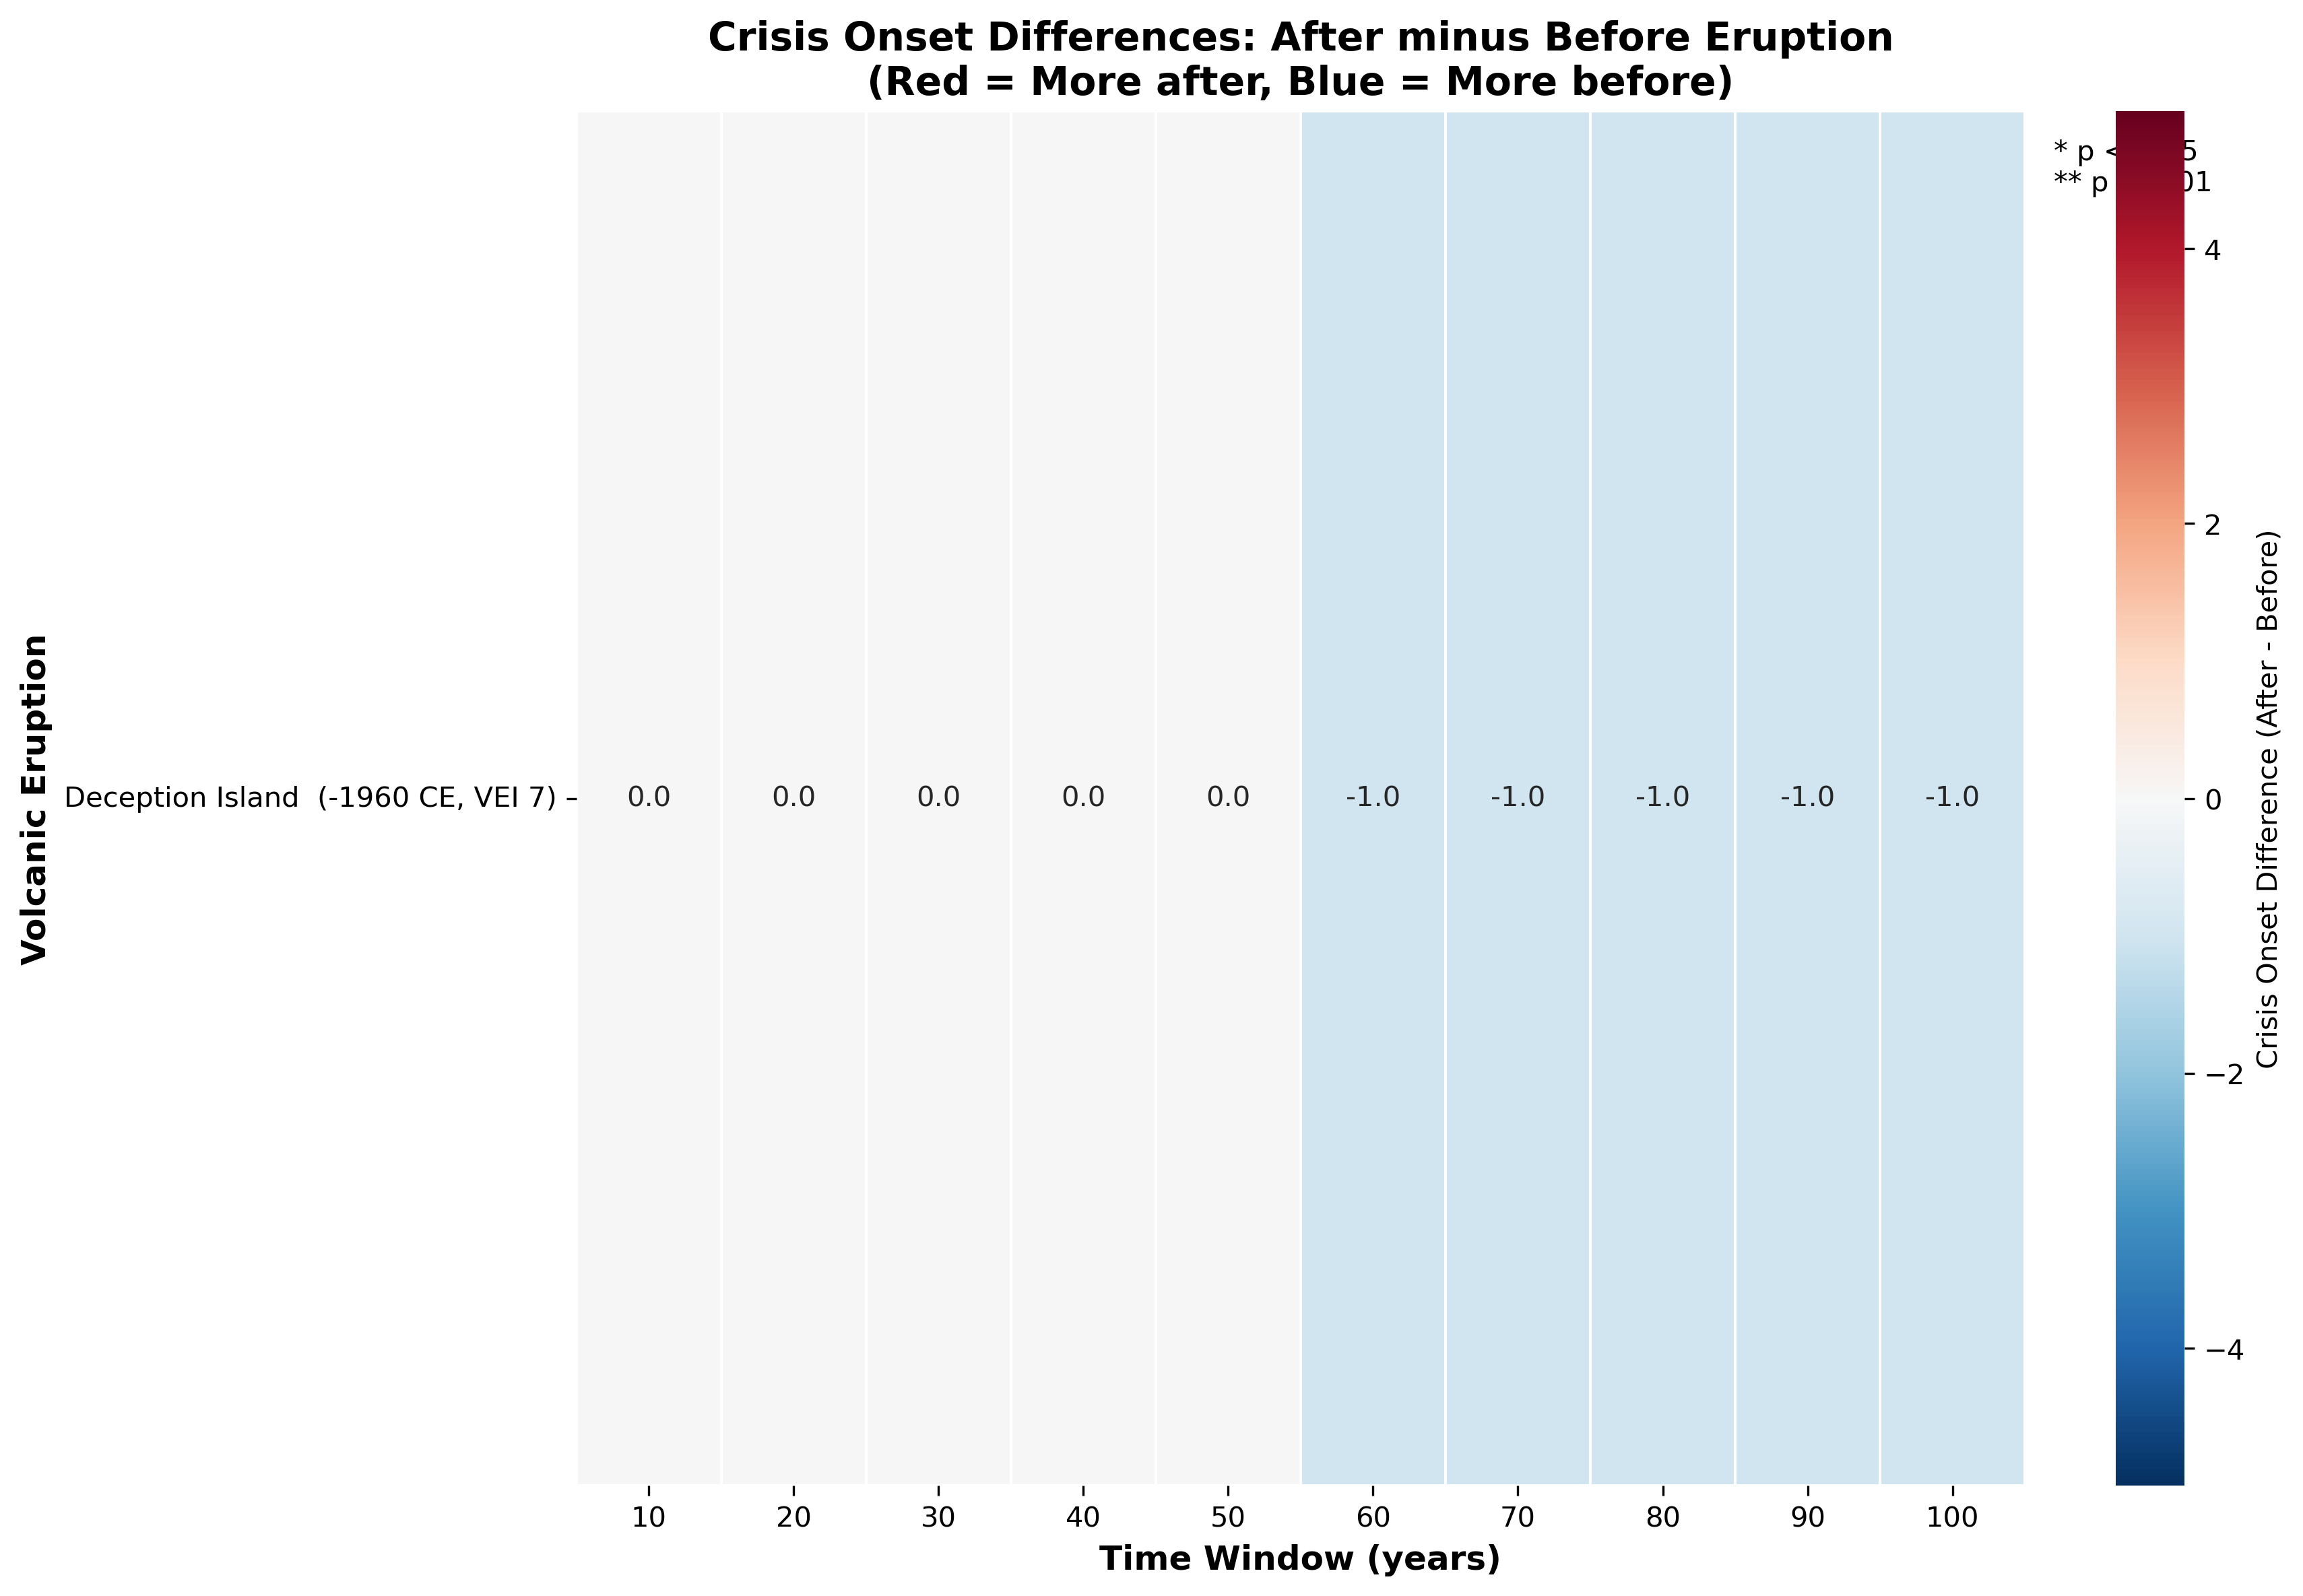 Crisis Onset Differences: After minus Before Eruption
(Red = More after, Blue = More before)
* p < 5
** p 01
4
2
0
−2
−4
Crisis Onset Difference (After - Before)
Volcanic Eruption
Deception Island  (-1960 CE, VEI 7)
0.0 0.0 0.0 0.0 0.0 -1.0 -1.0 -1.0 -1.0 -1.0
10 20 30 40 50 60 70 80 90 100
Time Window (years)